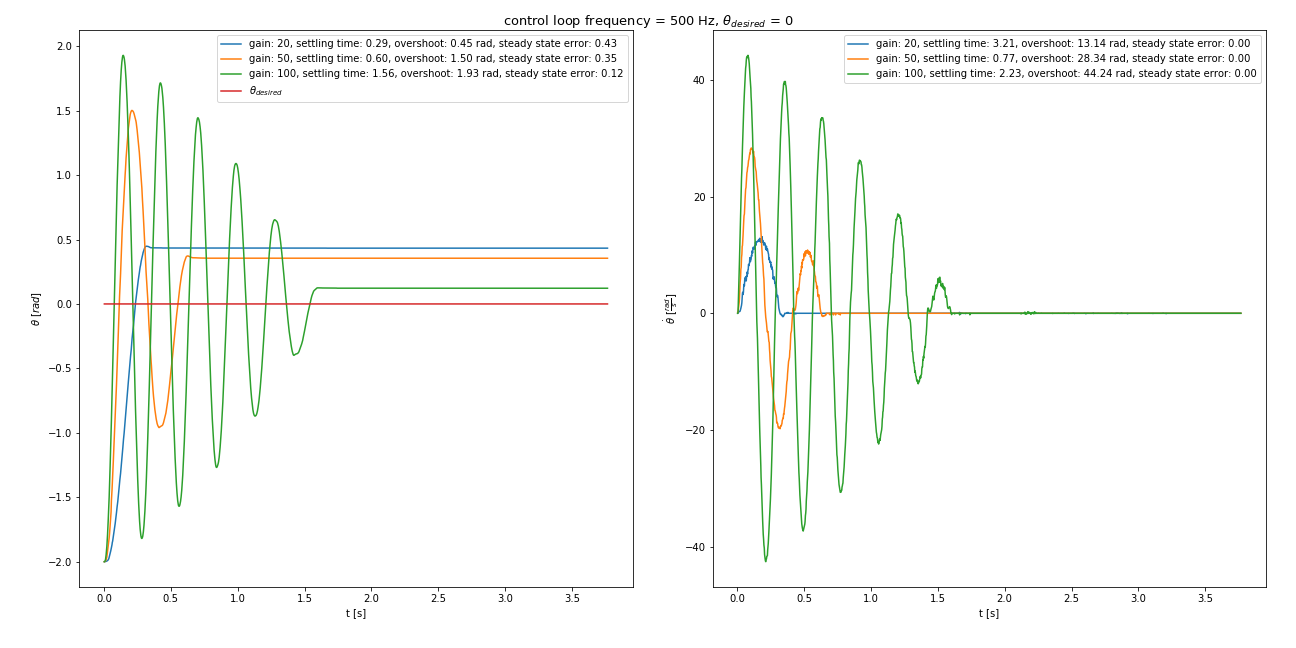 control loop frequency = 500 Hz, θ_desired = 0
gain: 20, settling time: 0.29, overshoot: 0.45 rad, steady state error: 0.43
gain: 50, settling time: 0.60, overshoot: 1.50 rad, steady state error: 0.35
gain: 100, settling time: 1.56, overshoot: 1.93 rad, steady state error: 0.12
θ_desired
2.0
1.5
1.0
0.5
0.0
−0.5
−1.0
−1.5
−2.0
θ [rad]
0.0 0.5 1.0 1.5 2.0 2.5 3.0 3.5
t [s]
gain: 20, settling time: 3.21, overshoot: 13.14 rad, steady state error: 0.00
gain: 50, settling time: 0.77, overshoot: 28.34 rad, steady state error: 0.00
gain: 100, settling time: 2.23, overshoot: 44.24 rad, steady state error: 0.00
40
20
0
−20
−40
θ̇ [rad/s]
0.0 0.5 1.0 1.5 2.0 2.5 3.0 3.5
t [s]